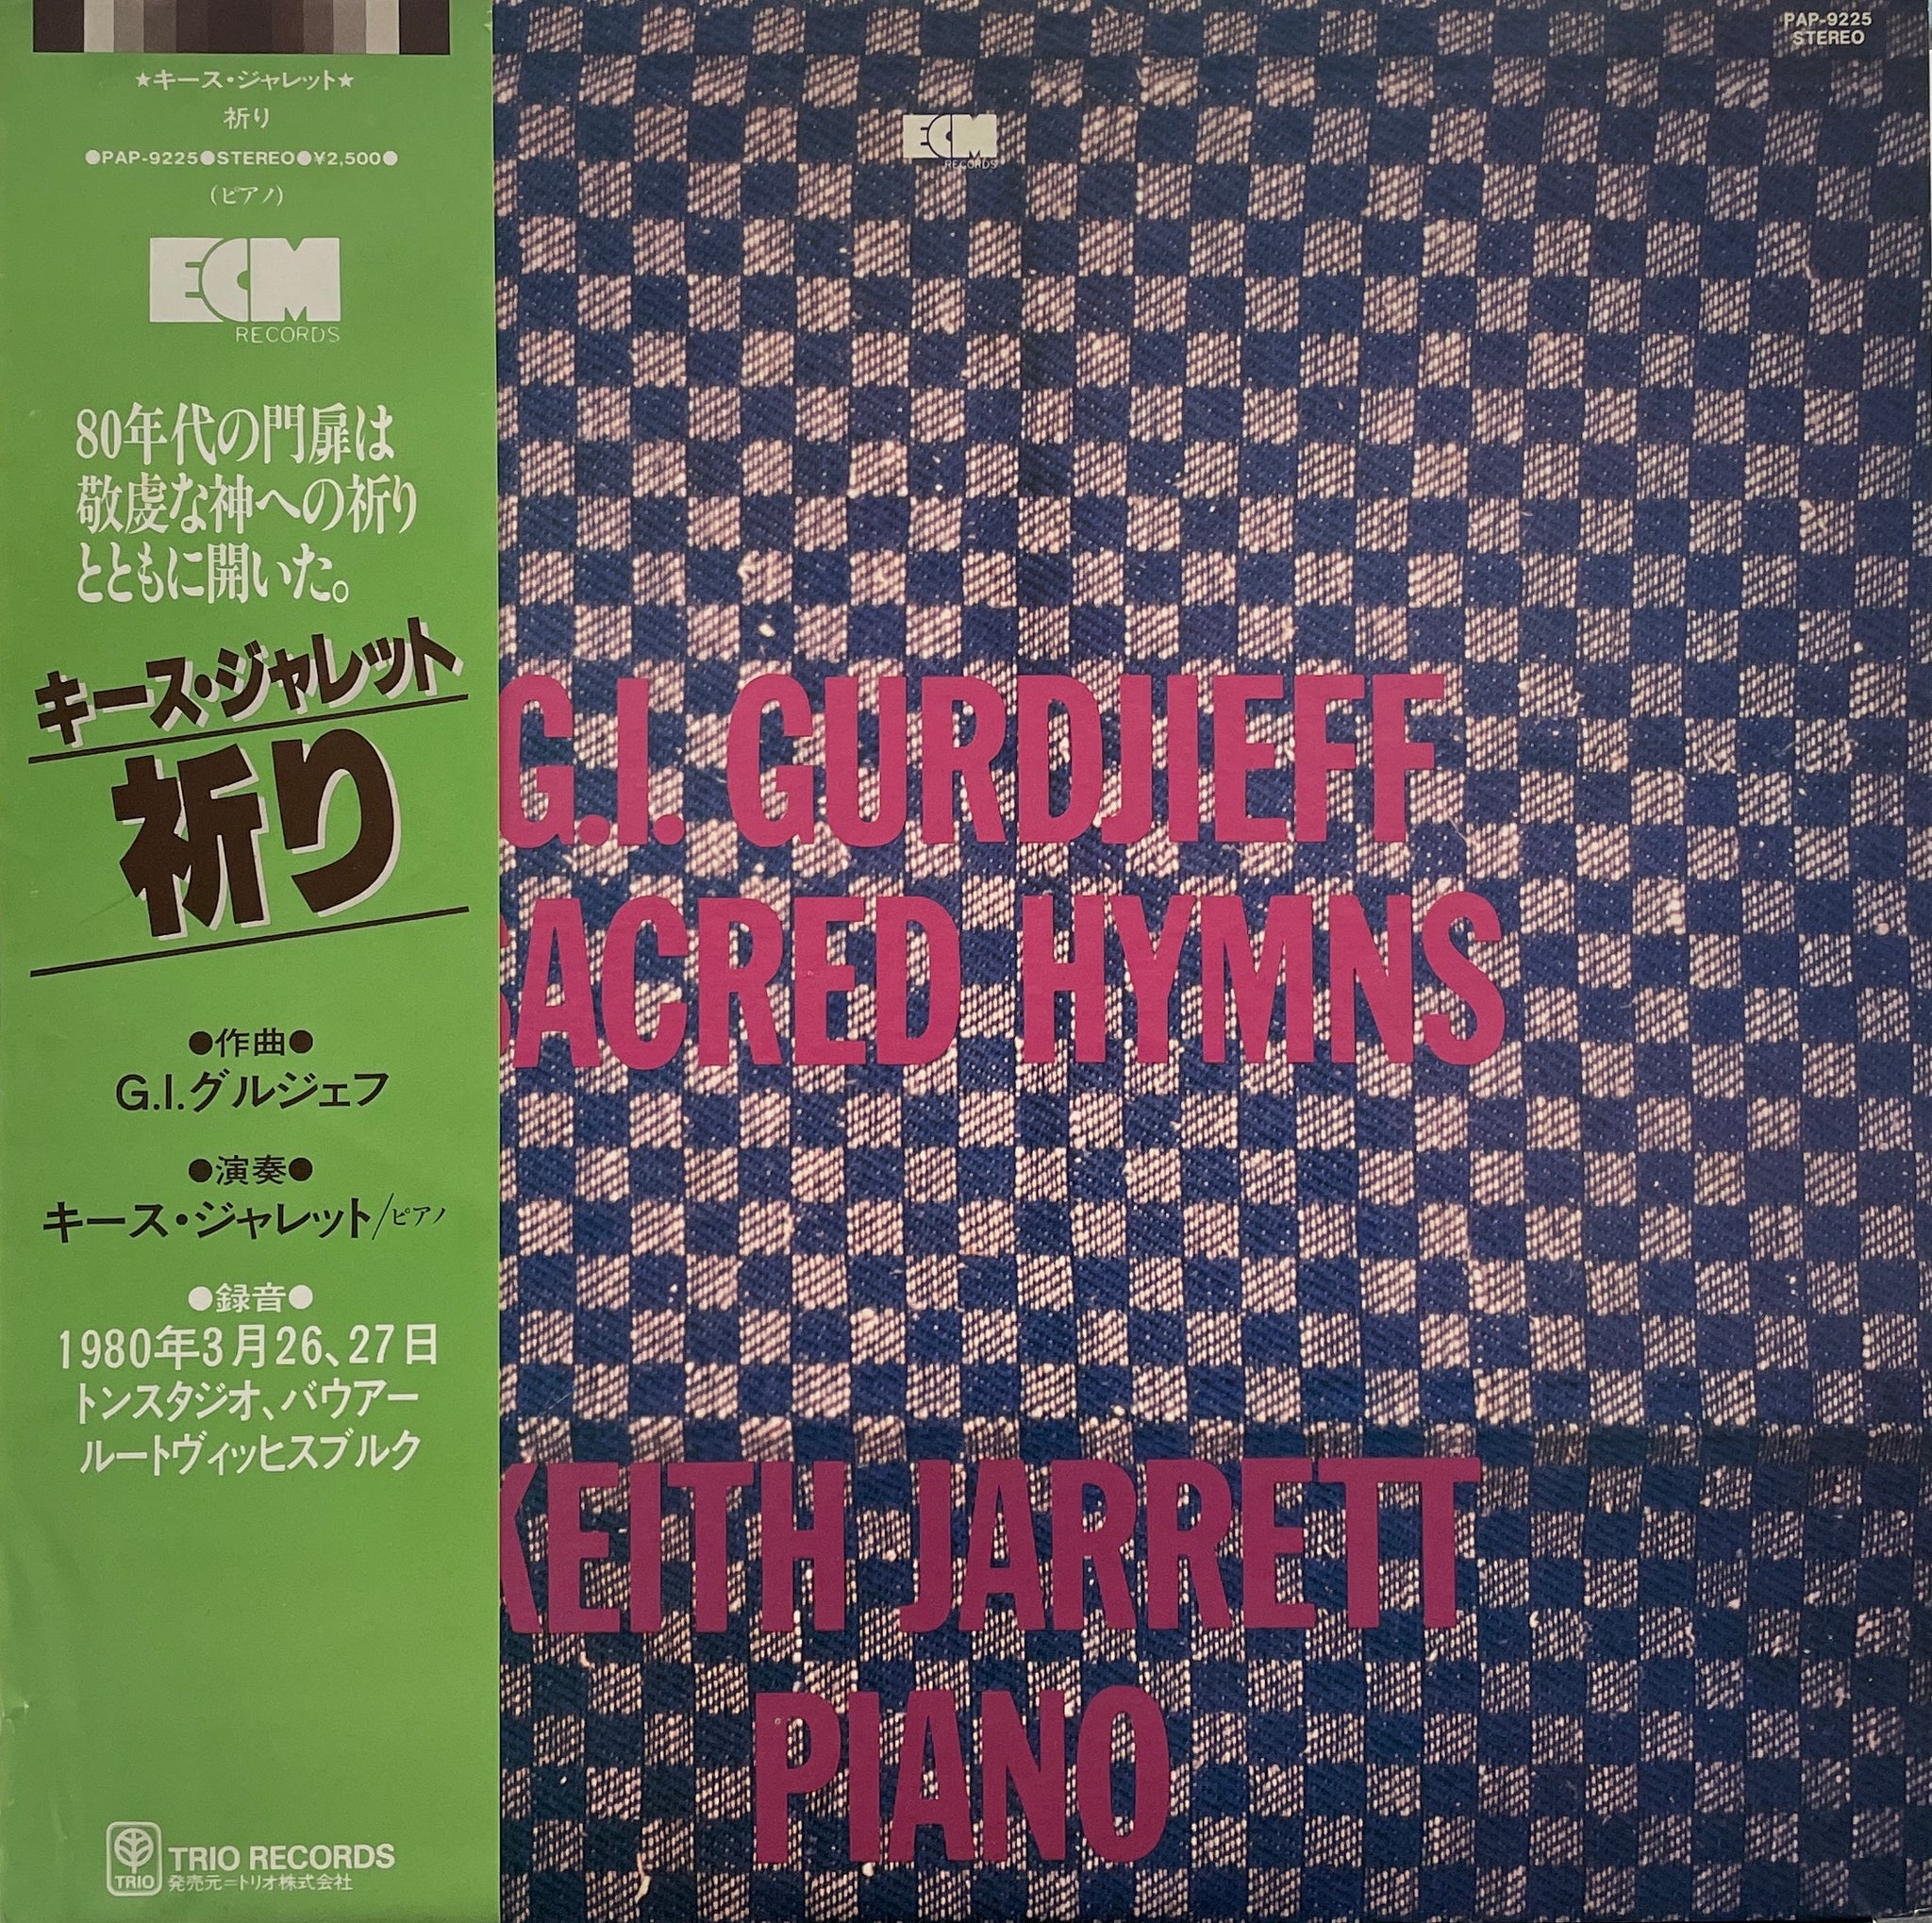 ★キース・ジャレット★
祈り
●PAP-9225●STEREO●¥2,500●
(ピアノ)
ECM
RECORDS
80年代の門扉は
敬虔な神への祈り
とともに開いた。
キース・ジャレット
祈り
●作曲●
G.I.グルジェフ
●演奏●
キース・ジャレット/ピアノ
●録音●
1980年3月26、27日
トンスタジオ、バウアー
ルートヴィッヒスブルク
TRIO
TRIO RECORDS
発売元=トリオ株式会社
PAP-9225
STEREO
ECM
RECORDS
G.I. GURDJIEFF
SACRED HYMNS
KEITH JARRETT
PIANO